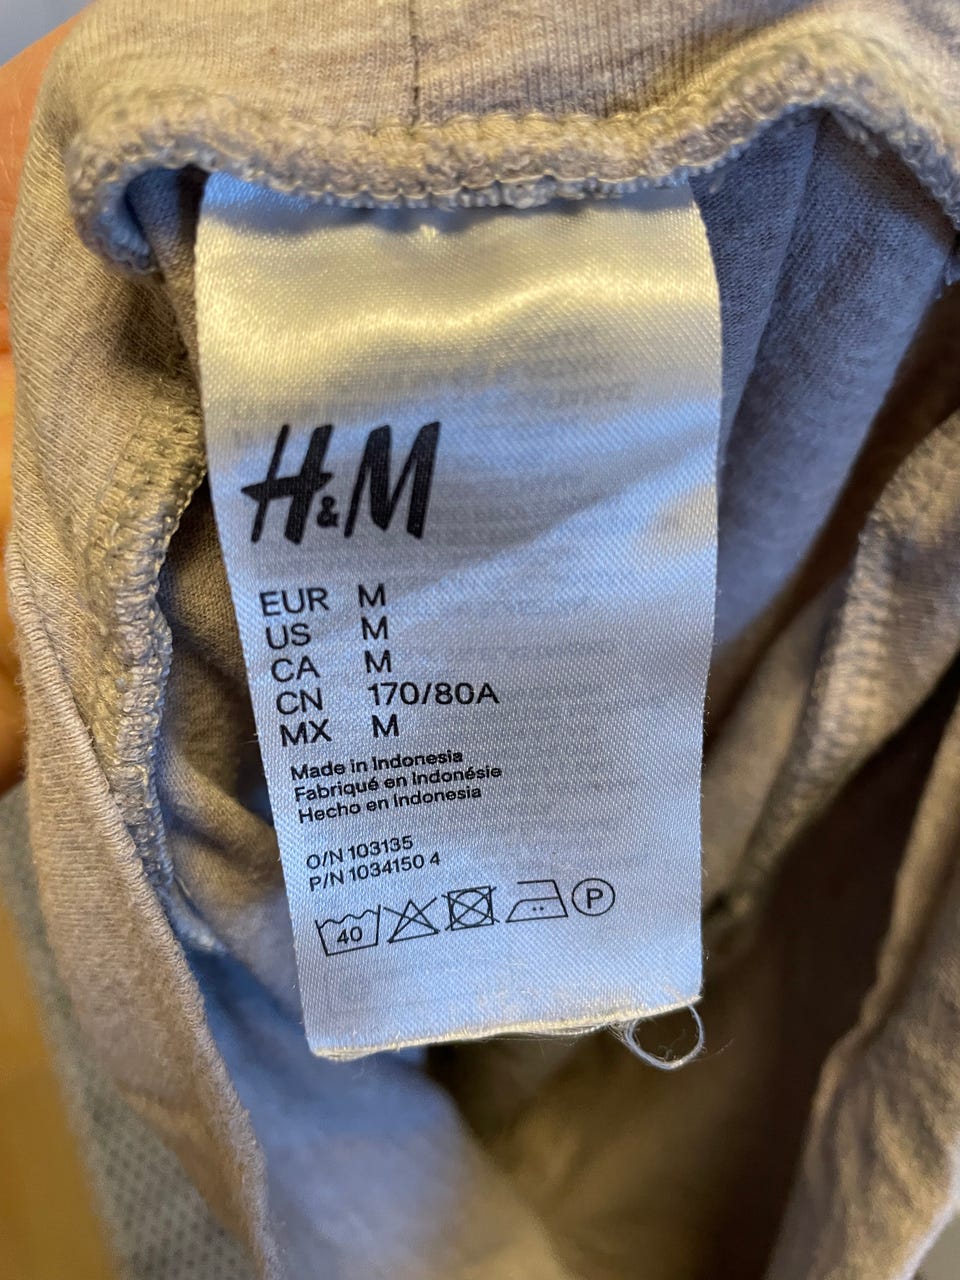 H&M
EUR M
US M
CA M
CN 170/80A
MX M
Made in Indonesia
Fabriqué en Indonésie
Hecho en Indonesia
O/N 103135
P/N 1034150 4
40
P